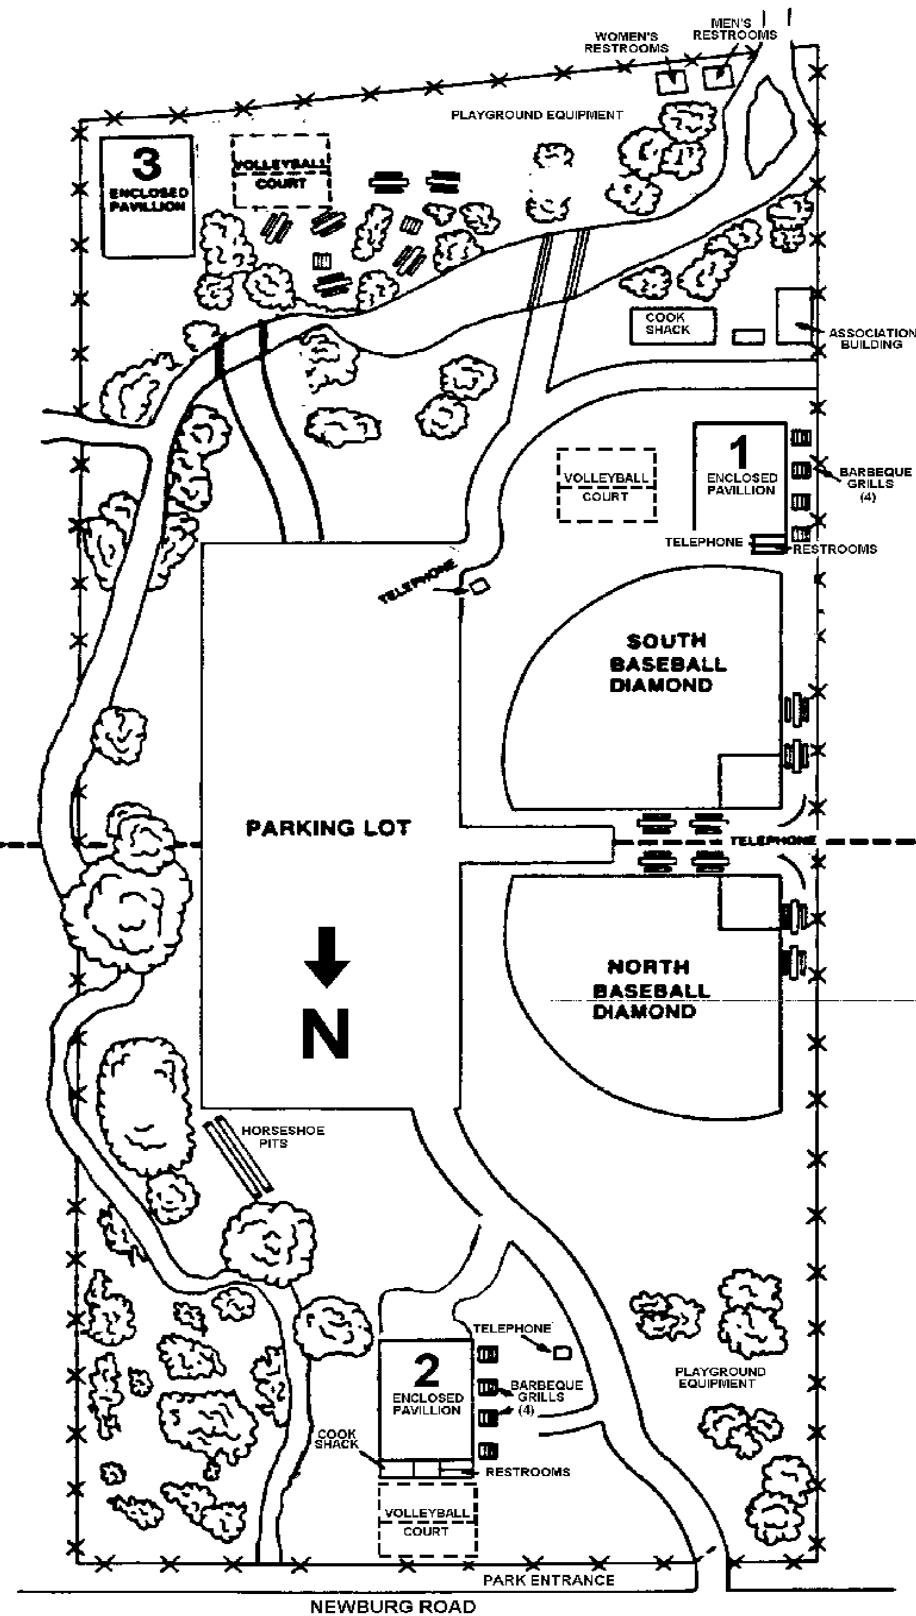 MEN'S
RESTROOMS
WOMEN'S
RESTROOMS
PLAYGROUND EQUIPMENT
3
ENCLOSED
PAVILLION
VOLLEYBALL
COURT
COOK
SHACK
ASSOCIATION
BUILDING
1
ENCLOSED
PAVILLION
VOLLEYBALL
COURT
BARBEQUE
GRILLS
(4)
TELEPHONE
RESTROOMS
TELEPHONE
SOUTH
BASEBALL
DIAMOND
PARKING LOT
TELEPHONE
N
NORTH
BASEBALL
DIAMOND
HORSESHOE
PITS
TELEPHONE
2
ENCLOSED
PAVILLION
BARBEQUE
GRILLS
(4)
PLAYGROUND
EQUIPMENT
COOK
SHACK
RESTROOMS
VOLLEYBALL
COURT
PARK ENTRANCE
NEWBURG ROAD